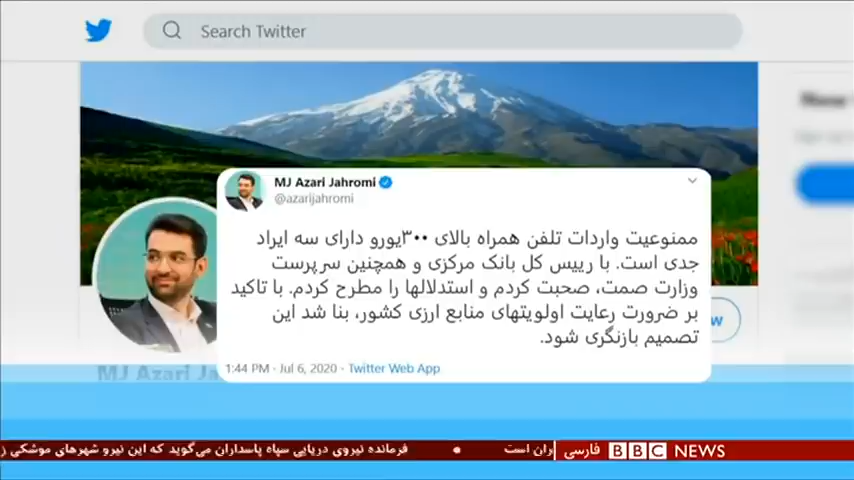 Search Twitter
MJ Azari Jahromi
@azarijahromi
ممنوعیت واردات تلفن همراه بالای ۳۰۰یورو دارای سه ایراد
جدی است. با رییس کل بانک مرکزی و همچنین سرپرست
وزارت صمت، صحبت کردم و استدلالها را مطرح کردم. با تاکید
بر ضرورت رعایت اولویتهای منابع ارزی کشور، بنا شد این
تصمیم بازنگری شود.
1:44 PM · Jul 6, 2020 · Twitter Web App
MJ Azari Ja
BBC NEWS فارسی
ران است • فرمانده نیروی دریایی سپاه پاسداران می‌گوید که این نیرو شهرهای موشکی ز